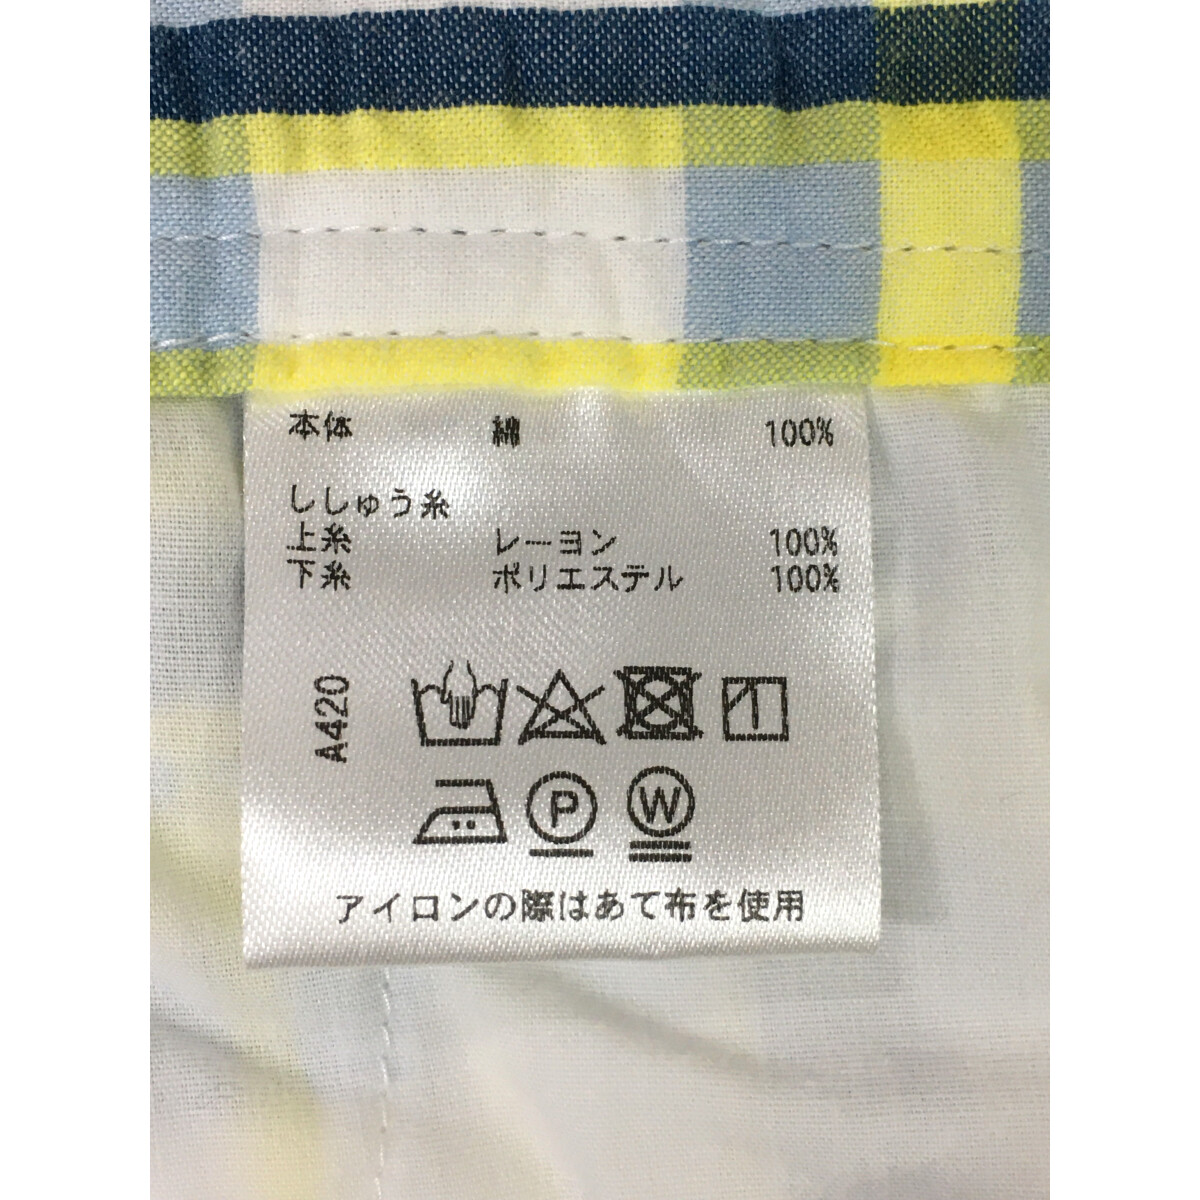 本体 綿 100%
ししゅう糸
上糸 レーヨン 100%
下糸 ポリエステル 100%
A420
P W
アイロンの際はあて布を使用